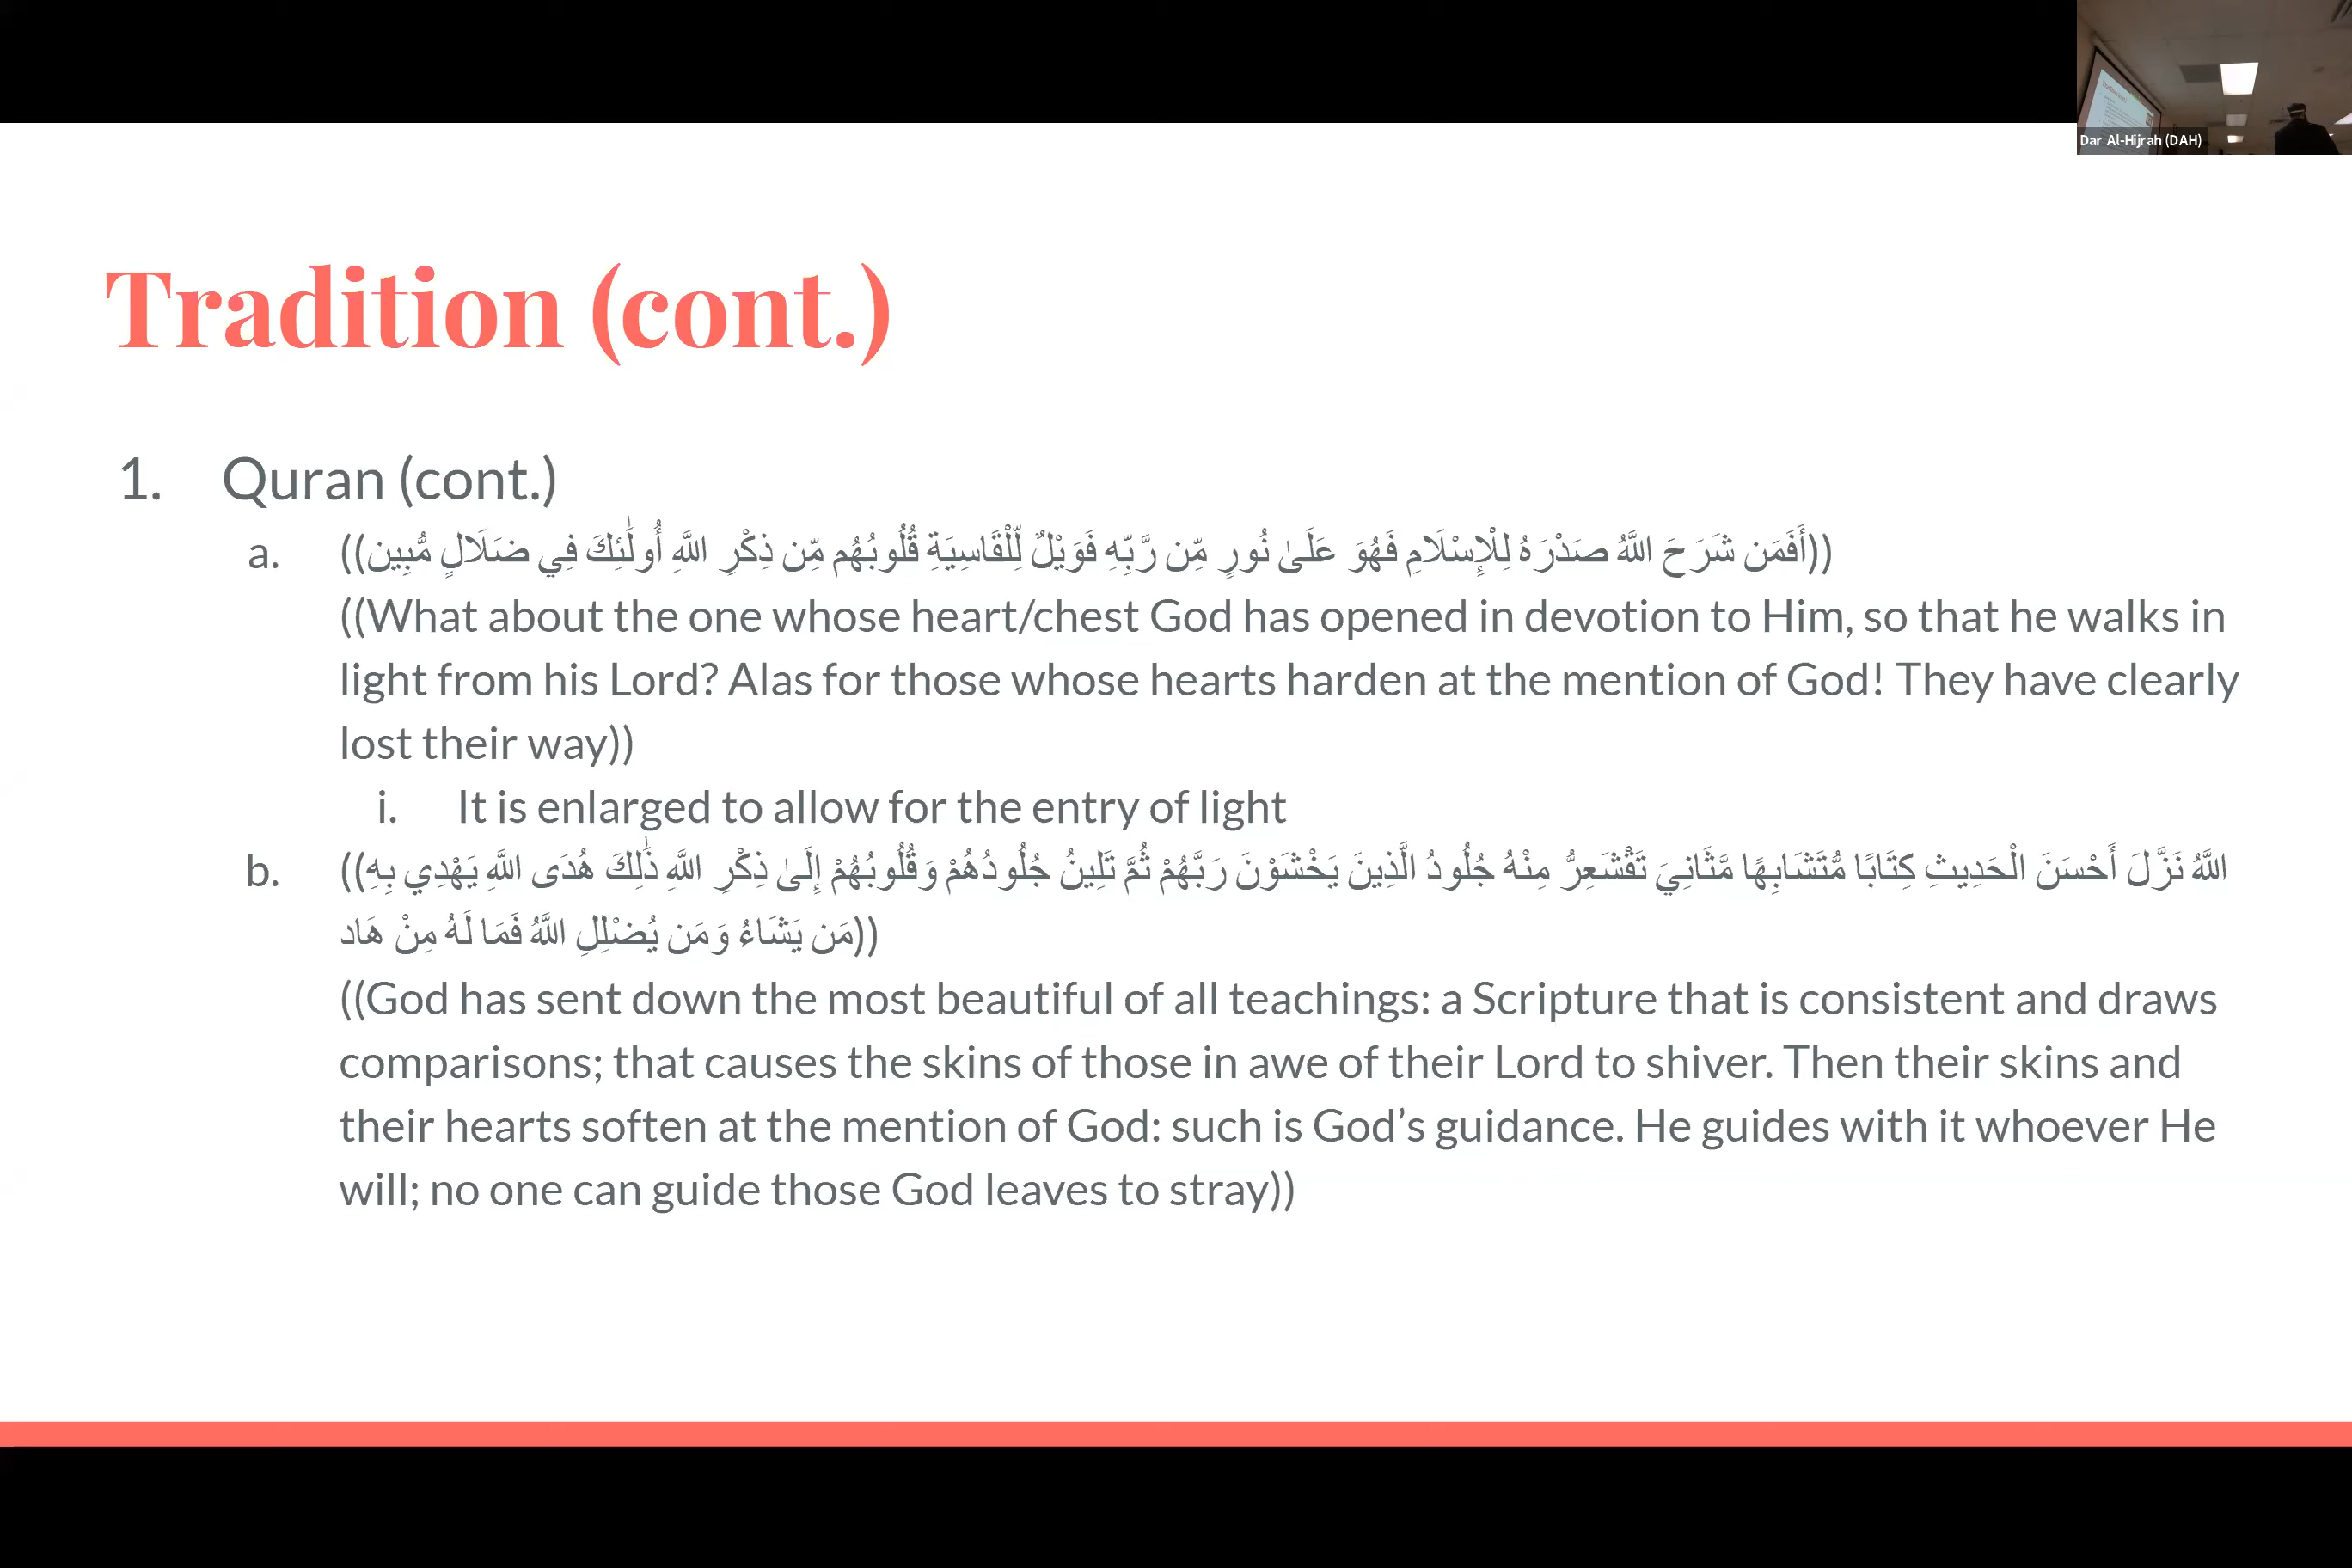 Dar Al-Hijrah (DAH)
Tradition (cont.)
1. Quran (cont.)
a. ((أَفَمَن شَرَحَ اللَّهُ صَدْرَهُ لِلْإِسْلَامِ فَهُوَ عَلَىٰ نُورٍ مِّن رَّبِّهِ فَوَيْلٌ لِّلْقَاسِيَةِ قُلُوبُهُم مِّن ذِكْرِ اللَّهِ أُولَٰئِكَ فِي ضَلَالٍ مُّبِين))
((What about the one whose heart/chest God has opened in devotion to Him, so that he walks in
light from his Lord? Alas for those whose hearts harden at the mention of God! They have clearly
lost their way))
i. It is enlarged to allow for the entry of light
b. ((اللَّهُ نَزَّلَ أَحْسَنَ الْحَدِيثِ كِتَابًا مُّتَشَابِهًا مَّثَانِيَ تَقْشَعِرُّ مِنْهُ جُلُودُ الَّذِينَ يَخْشَوْنَ رَبَّهُمْ ثُمَّ تَلِينُ جُلُودُهُمْ وَقُلُوبُهُمْ إِلَىٰ ذِكْرِ اللَّهِ ذَٰلِكَ هُدَى اللَّهِ يَهْدِي بِهِ
مَن يَشَاءُ وَمَن يُضْلِلِ اللَّهُ فَمَا لَهُ مِنْ هَاد))
((God has sent down the most beautiful of all teachings: a Scripture that is consistent and draws
comparisons; that causes the skins of those in awe of their Lord to shiver. Then their skins and
their hearts soften at the mention of God: such is God’s guidance. He guides with it whoever He
will; no one can guide those God leaves to stray))